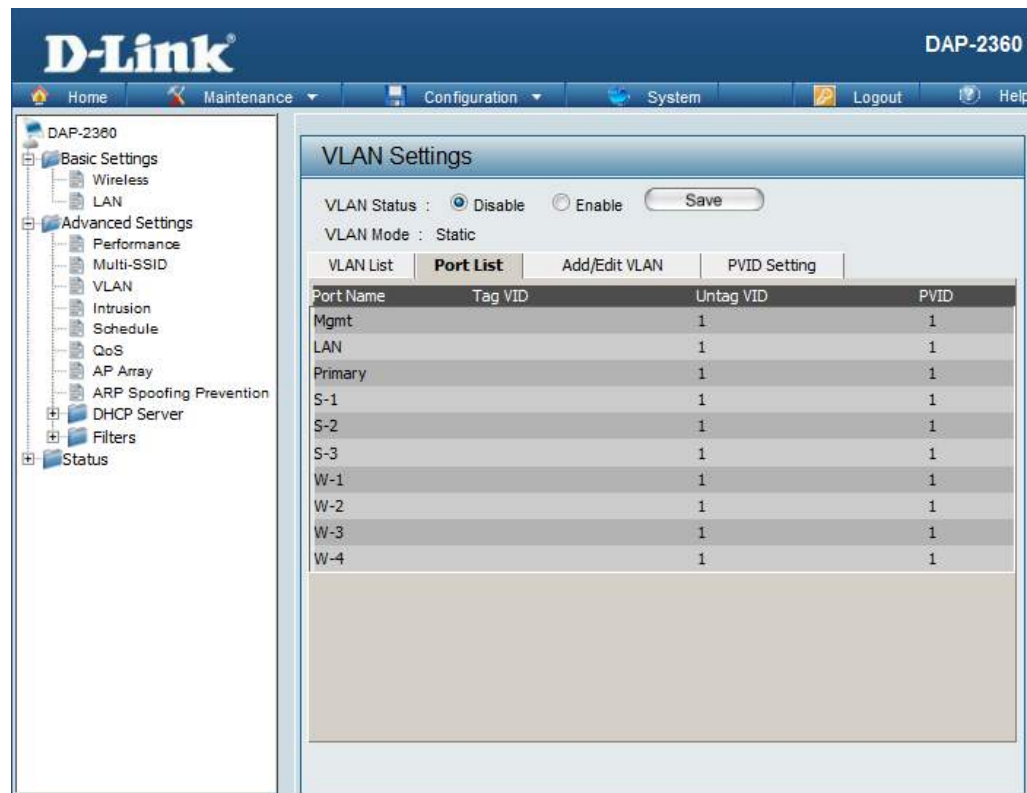 D-Link
DAP-2360
Home Maintenance Configuration System Logout Help
DAP-2360
Basic Settings
Wireless
LAN
Advanced Settings
Performance
Multi-SSID
VLAN
Intrusion
Schedule
QoS
AP Array
ARP Spoofing Prevention
DHCP Server
Filters
Status
VLAN Settings
VLAN Status : Disable Enable Save
VLAN Mode : Static
VLAN List Port List Add/Edit VLAN PVID Setting
Port Name Tag VID Untag VID PVID
Mgmt 1 1
LAN 1 1
Primary 1 1
S-1 1 1
S-2 1 1
S-3 1 1
W-1 1 1
W-2 1 1
W-3 1 1
W-4 1 1